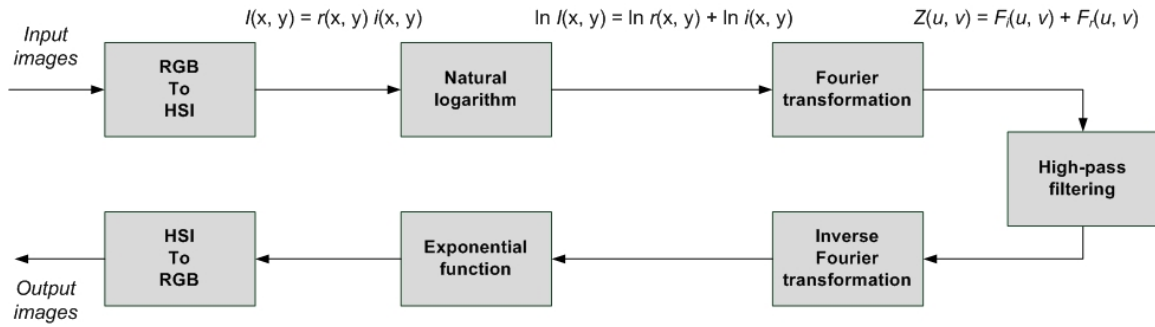 I(x, y) = r(x, y) i(x, y)
ln I(x, y) = ln r(x, y) + ln i(x, y)
Z(u, v) = Fᵢ(u, v) + Fᵣ(u, v)
Input
images
RGB
To
HSI
Natural
logarithm
Fourier
transformation
High-pass
filtering
Inverse
Fourier
transformation
Exponential
function
HSI
To
RGB
Output
images